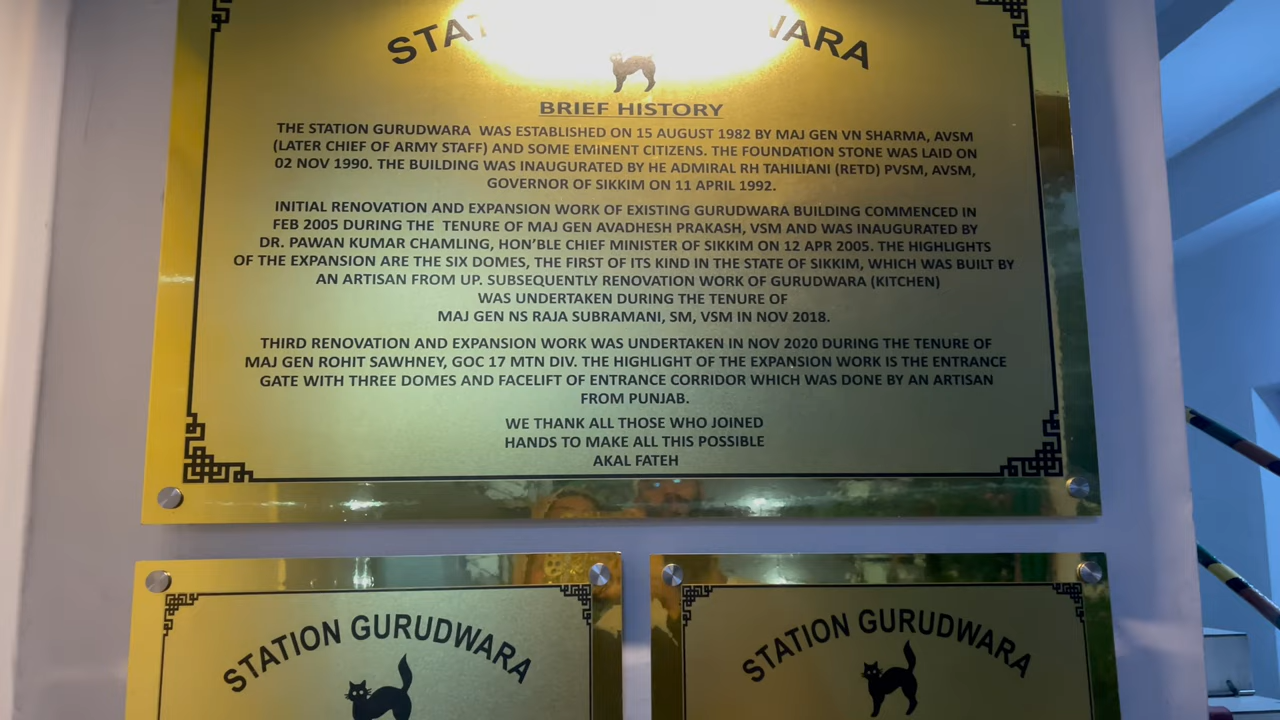 STATION GURUDWARA
BRIEF HISTORY
THE STATION GURUDWARA WAS ESTABLISHED ON 15 AUGUST 1982 BY MAJ GEN VN SHARMA, AVSM
(LATER CHIEF OF ARMY STAFF) AND SOME EMINENT CITIZENS. THE FOUNDATION STONE WAS LAID ON
02 NOV 1990. THE BUILDING WAS INAUGURATED BY HE ADMIRAL RH TAHILIANI (RETD) PVSM, AVSM,
GOVERNOR OF SIKKIM ON 11 APRIL 1992.
INITIAL RENOVATION AND EXPANSION WORK OF EXISTING GURUDWARA BUILDING COMMENCED IN
FEB 2005 DURING THE TENURE OF MAJ GEN AVADHESH PRAKASH, VSM AND WAS INAUGURATED BY
DR. PAWAN KUMAR CHAMLING, HON'BLE CHIEF MINISTER OF SIKKIM ON 12 APR 2005. THE HIGHLIGHTS
OF THE EXPANSION ARE THE SIX DOMES, THE FIRST OF ITS KIND IN THE STATE OF SIKKIM, WHICH WAS BUILT BY
AN ARTISAN FROM UP. SUBSEQUENTLY RENOVATION WORK OF GURUDWARA (KITCHEN)
WAS UNDERTAKEN DURING THE TENURE OF
MAJ GEN NS RAJA SUBRAMANI, SM, VSM IN NOV 2018.
THIRD RENOVATION AND EXPANSION WORK WAS UNDERTAKEN IN NOV 2020 DURING THE TENURE OF
MAJ GEN ROHIT SAWHNEY, GOC 17 MTN DIV. THE HIGHLIGHT OF THE EXPANSION WORK IS THE ENTRANCE
GATE WITH THREE DOMES AND FACELIFT OF ENTRANCE CORRIDOR WHICH WAS DONE BY AN ARTISAN
FROM PUNJAB.
WE THANK ALL THOSE WHO JOINED
HANDS TO MAKE ALL THIS POSSIBLE
AKAL FATEH
STATION GURUDWARA
STATION GURUDWARA